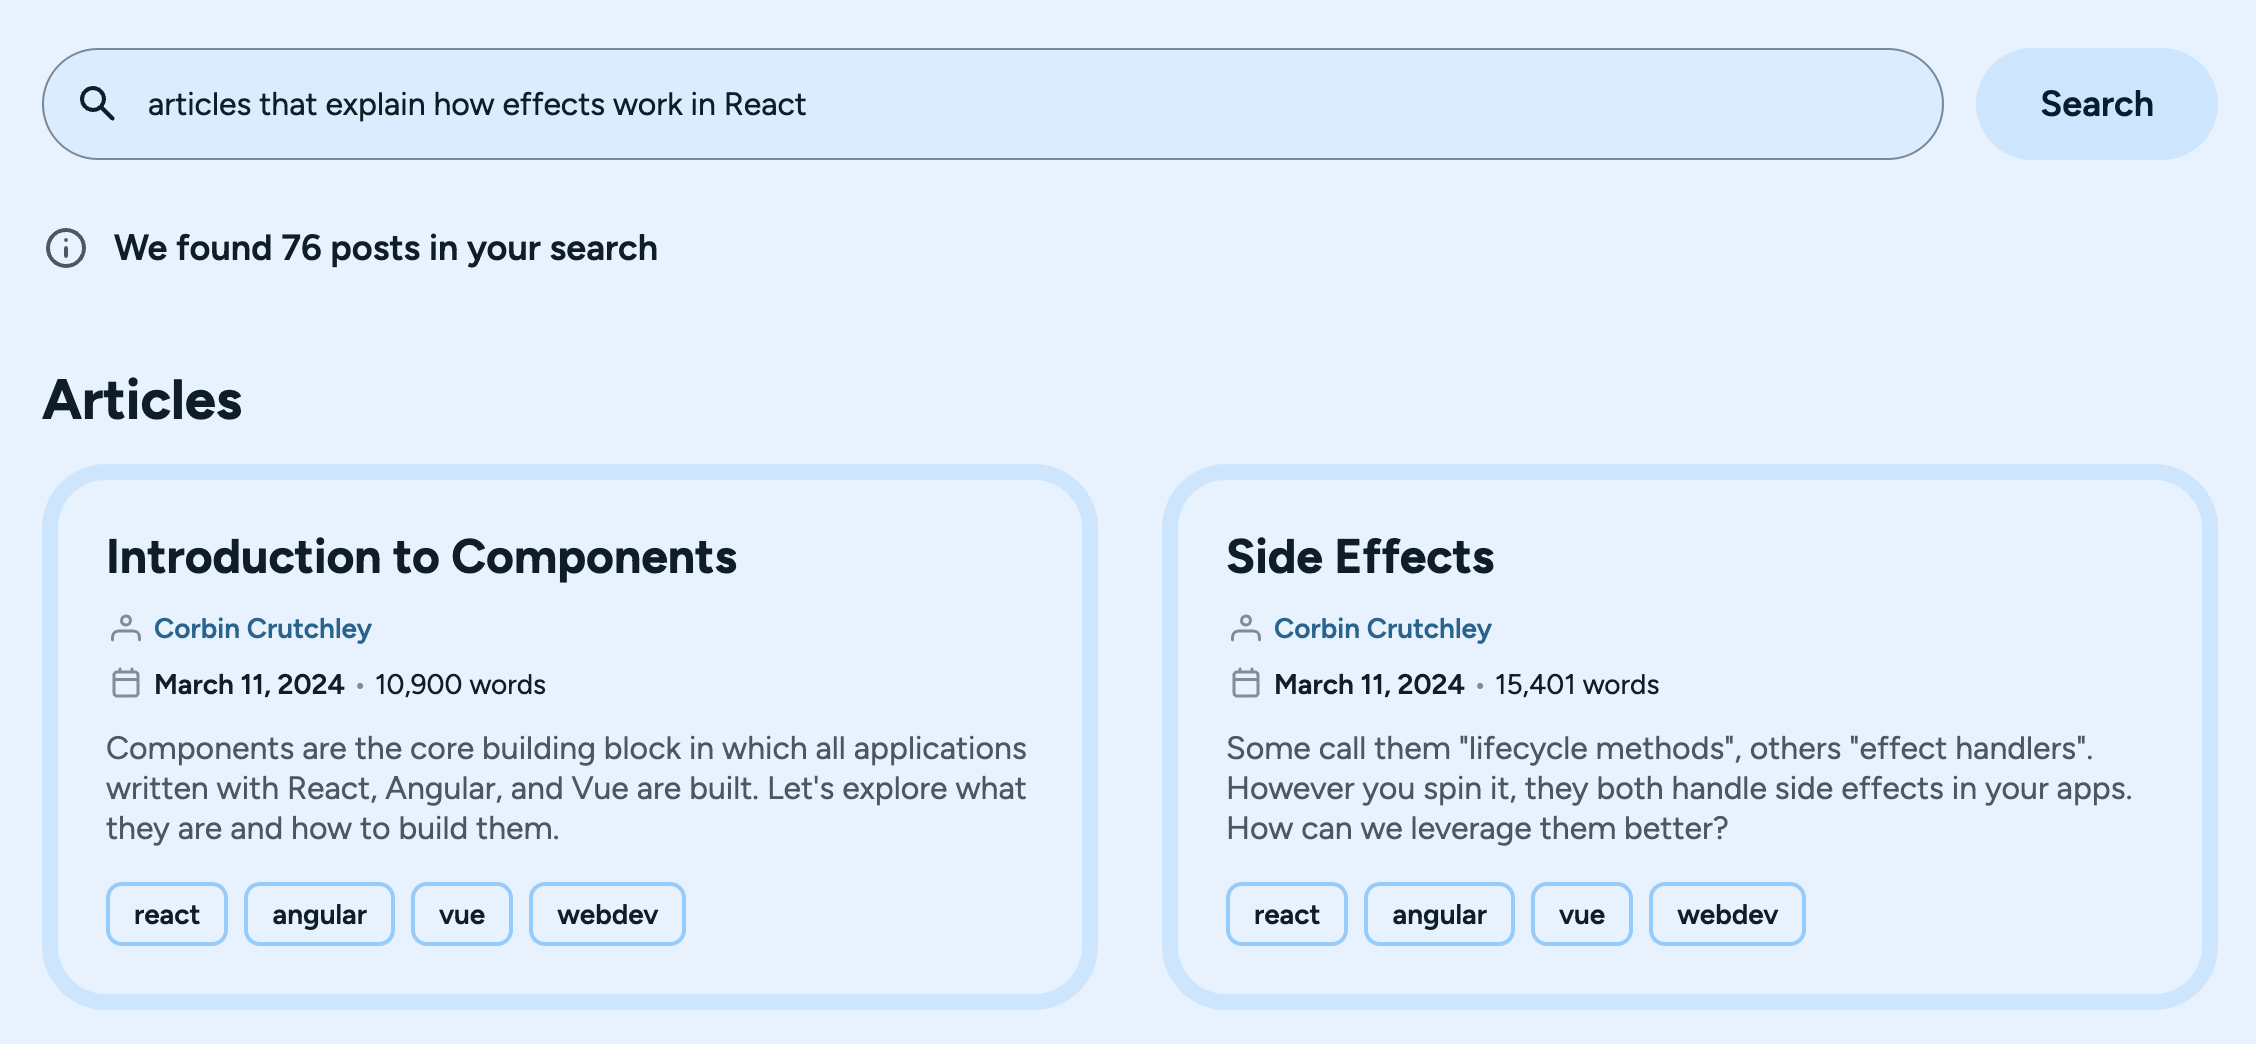 articles that explain how effects work in React
Search
We found 76 posts in your search
Articles
Introduction to Components
Corbin Crutchley
March 11, 2024 • 10,900 words
Components are the core building block in which all applications
written with React, Angular, and Vue are built. Let's explore what
they are and how to build them.
react angular vue webdev
Side Effects
Corbin Crutchley
March 11, 2024 • 15,401 words
Some call them "lifecycle methods", others "effect handlers".
However you spin it, they both handle side effects in your apps.
How can we leverage them better?
react angular vue webdev